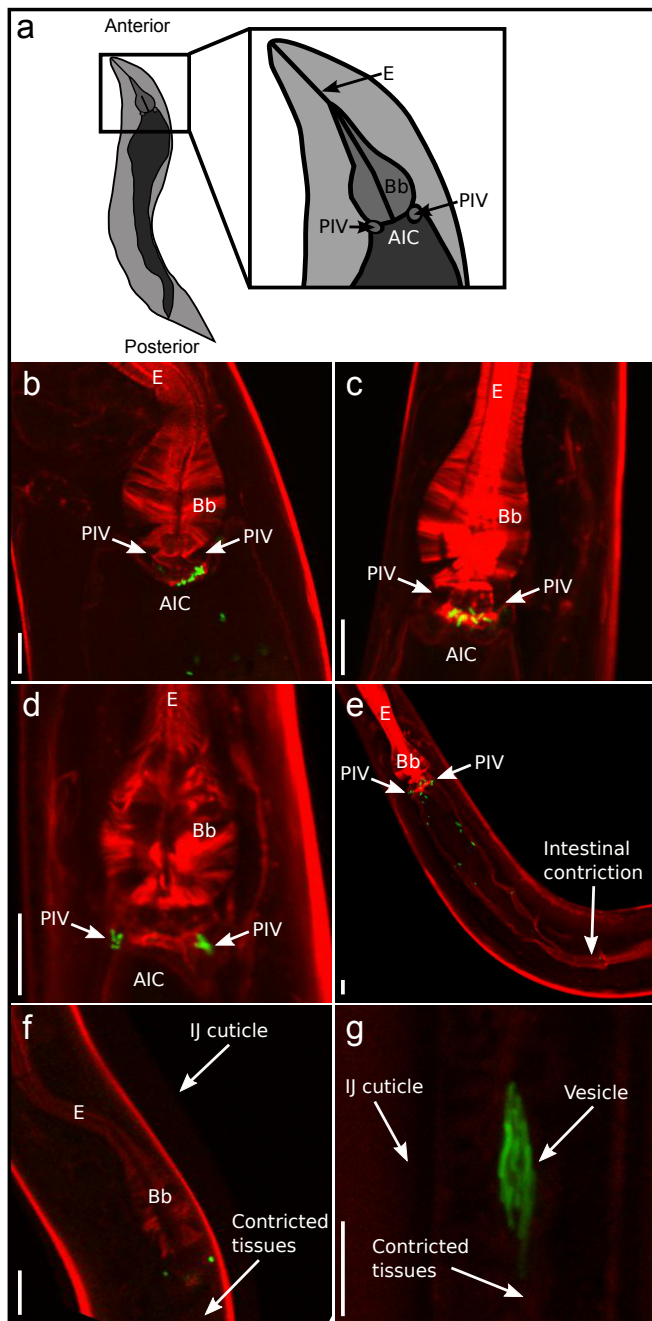 a
Anterior
E
Bb
PIV
PIV
AIC
Posterior
b
E
Bb
PIV
PIV
AIC
c
E
Bb
PIV
PIV
AIC
d
E
Bb
PIV
PIV
AIC
e
E
Bb
PIV
PIV
Intestinal
contriction
f
IJ cuticle
E
Bb
Contricted
tissues
g
IJ cuticle
Vesicle
Contricted
tissues